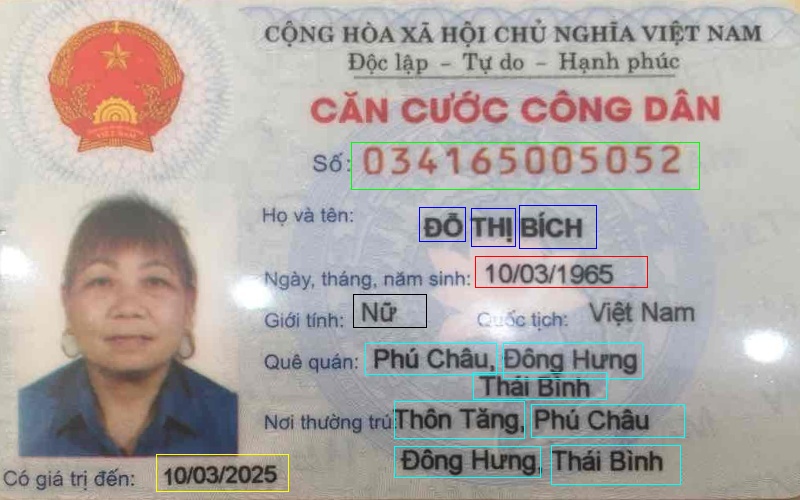 CỘNG HÒA XÃ HỘI CHỦ NGHĨA VIỆT NAM
Độc lập - Tự do - Hạnh phúc
CĂN CƯỚC CÔNG DÂN
Số: 034165005052
Họ và tên: ĐỖ THỊ BÍCH
Ngày, tháng, năm sinh: 10/03/1965
Giới tính: Nữ Quốc tịch: Việt Nam
Quê quán: Phú Châu, Đông Hưng
Thái Bình
Nơi thường trú: Thôn Tăng, Phú Châu
Đông Hưng, Thái Bình
Có giá trị đến: 10/03/2025